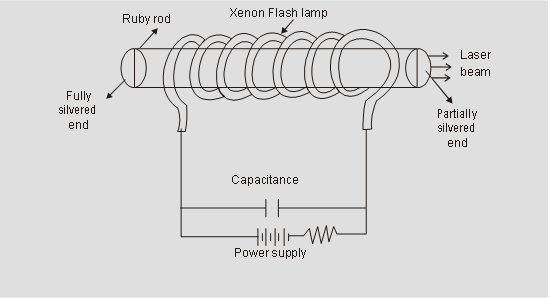 Ruby rod
Xenon Flash lamp
Laser
beam
Fully
silvered
end
Partially
silvered
end
Capacitance
Power supply